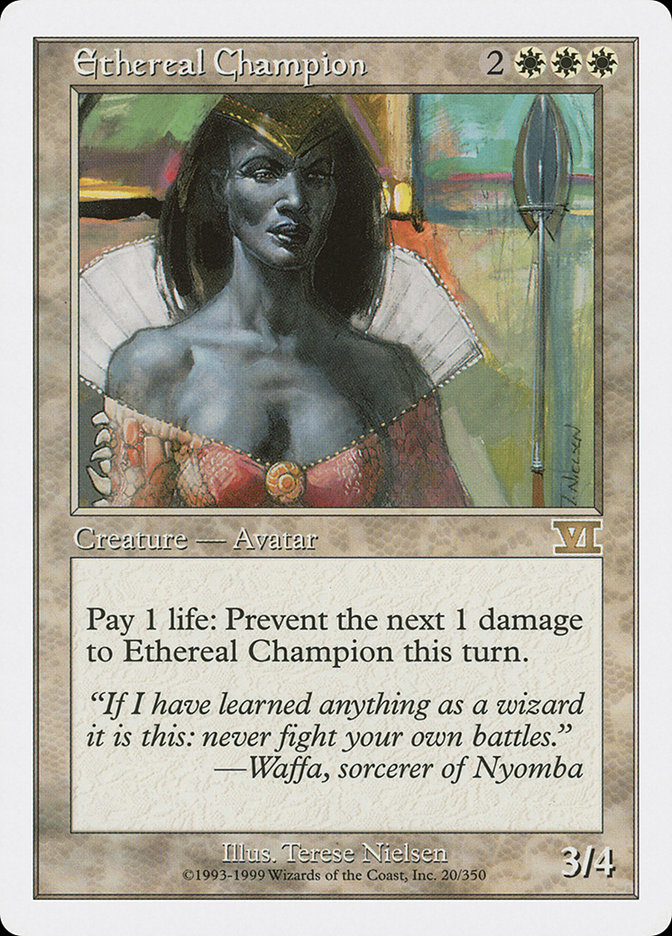 Ethereal Champion 2
T. NIELSEN
Creature — Avatar VI
Pay 1 life: Prevent the next 1 damage
to Ethereal Champion this turn.
“If I have learned anything as a wizard
it is this: never fight your own battles.”
—Waffa, sorcerer of Nyomba
Illus. Terese Nielsen
©1993-1999 Wizards of the Coast, Inc. 20/350
3/4